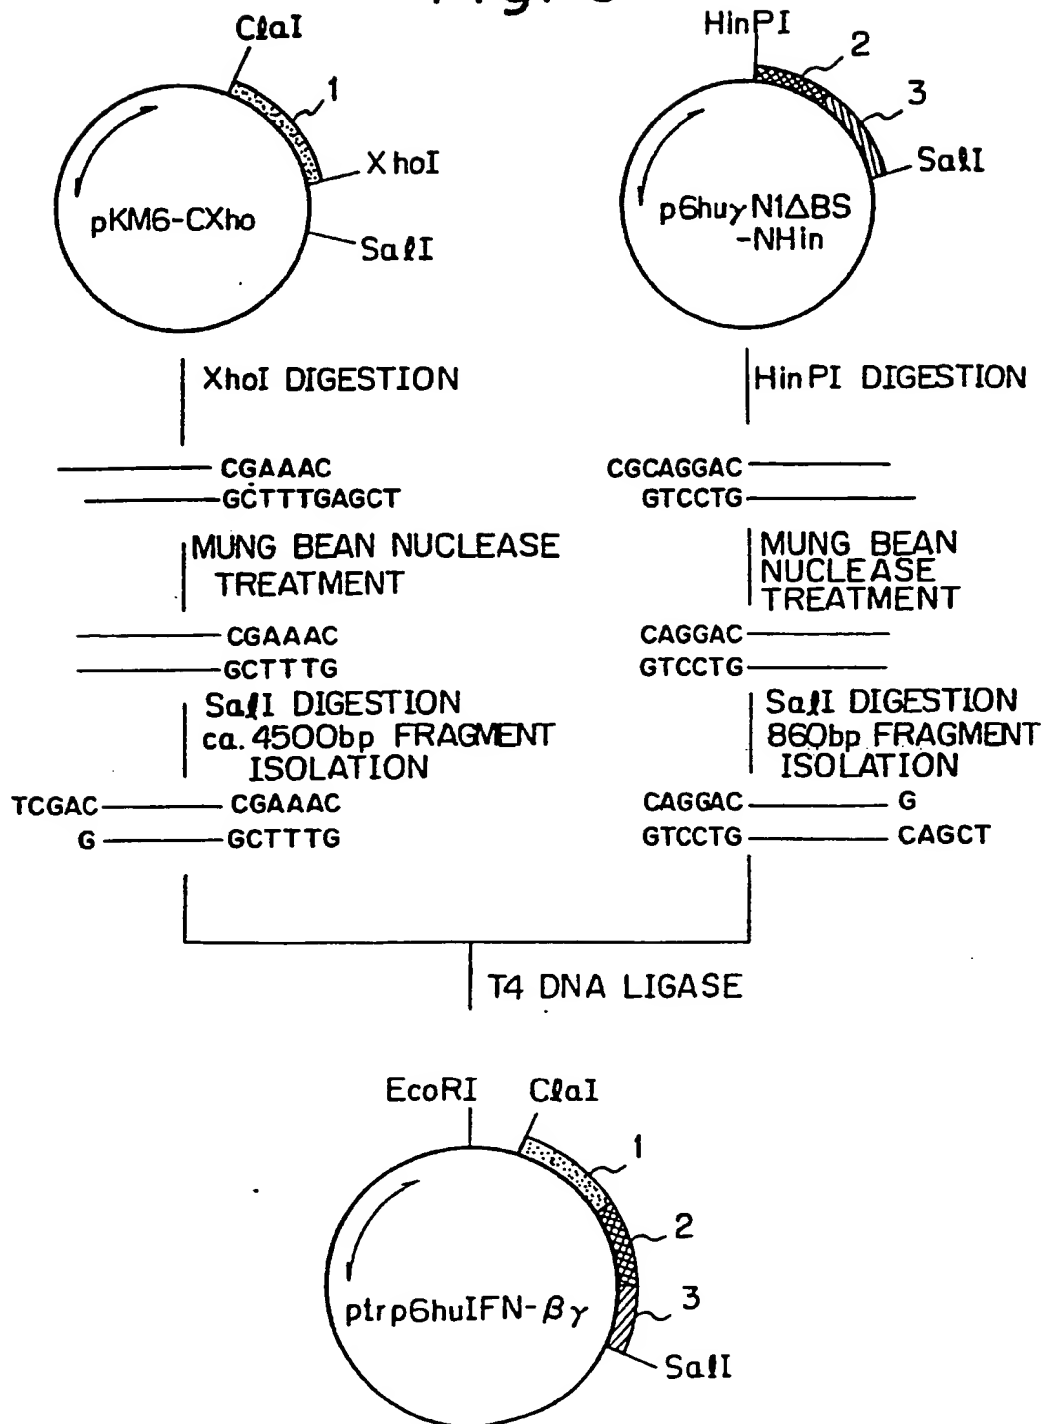 ClaI
1
XhoI
SalI
pKM6-CXho
HinPI
2
3
SalI
p6huγN1ΔBS
-NHin
XhoI DIGESTION
HinPI DIGESTION
CGAAAC
GCTTTGAGCT
CGCAGGAC
GTCCTG
MUNG BEAN NUCLEASE
TREATMENT
MUNG BEAN
NUCLEASE
TREATMENT
CGAAAC
GCTTTG
CAGGAC
GTCCTG
SalI DIGESTION
ca. 4500bp FRAGMENT
ISOLATION
SalI DIGESTION
860bp FRAGMENT
ISOLATION
TCGAC CGAAAC
G GCTTTG
CAGGAC G
GTCCTG CAGCT
T4 DNA LIGASE
EcoRI
ClaI
1
2
3
SalI
ptrp6huIFN-βγ